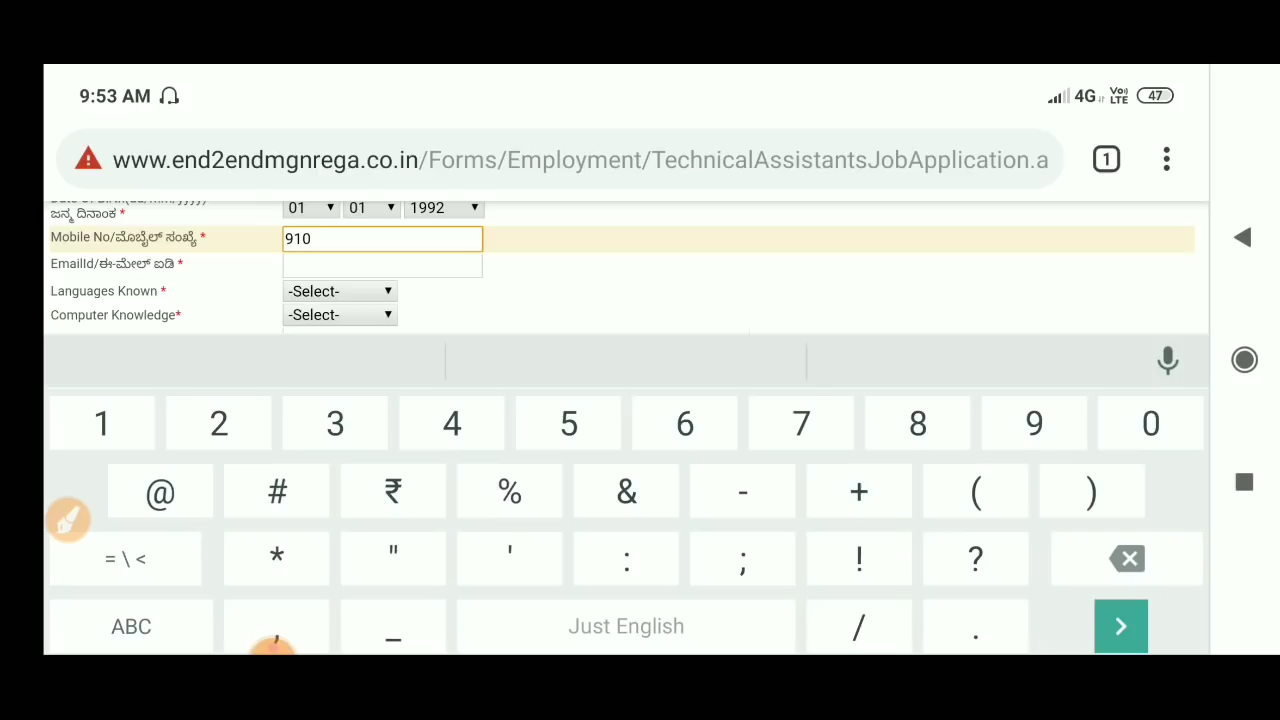 9:53 AM 4G Vo) LTE 47
www.end2endmgnrega.co.in/Forms/Employment/TechnicalAssistantsJobApplication.a 1
ಜನ್ಮ ದಿನಾಂಕ * 01 01 1992
Mobile No/ಮೊಬೈಲ್ ಸಂಖ್ಯೆ * 910
EmailId/ಈ-ಮೇಲ್ ಐಡಿ *
Languages Known * -Select-
Computer Knowledge* -Select-
1 2 3 4 5 6 7 8 9 0
@ # ₹ % & - + ( )
= \ < * " ' : ; ! ?
ABC , _ Just English / .